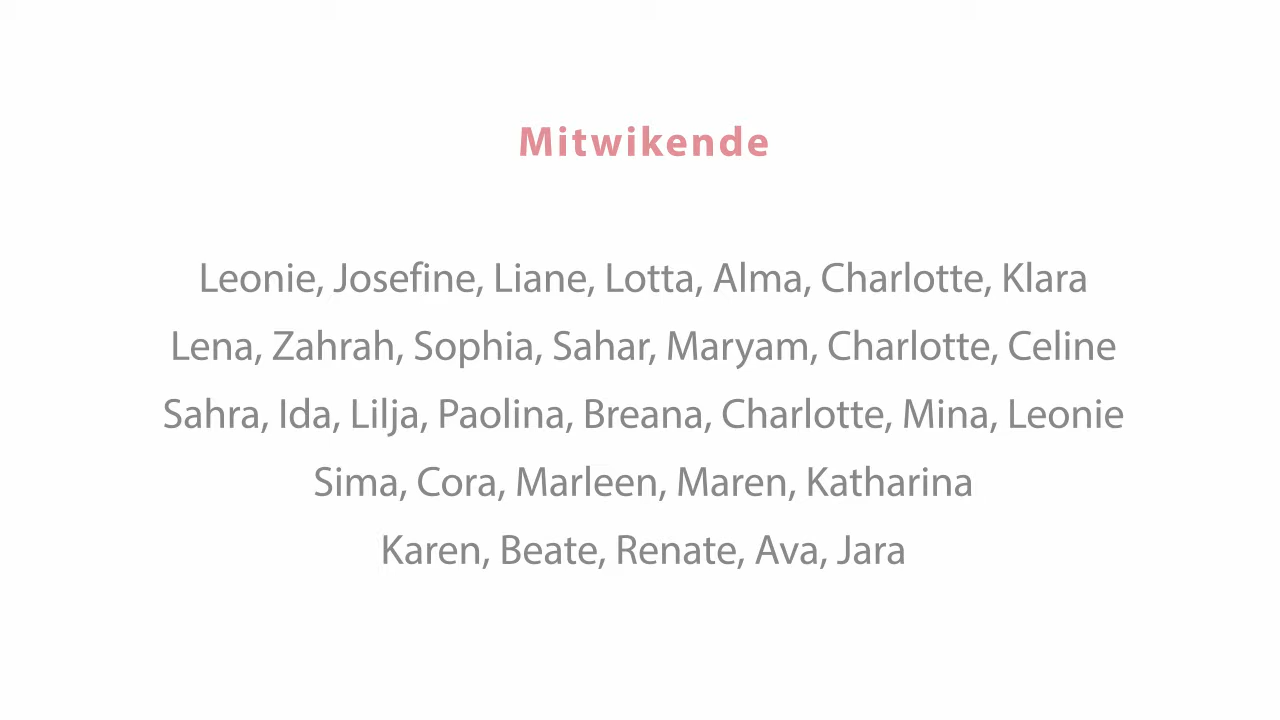 Mitwikende
Leonie, Josefine, Liane, Lotta, Alma, Charlotte, Klara
Lena, Zahrah, Sophia, Sahar, Maryam, Charlotte, Celine
Sahra, Ida, Lilja, Paolina, Breana, Charlotte, Mina, Leonie
Sima, Cora, Marleen, Maren, Katharina
Karen, Beate, Renate, Ava, Jara